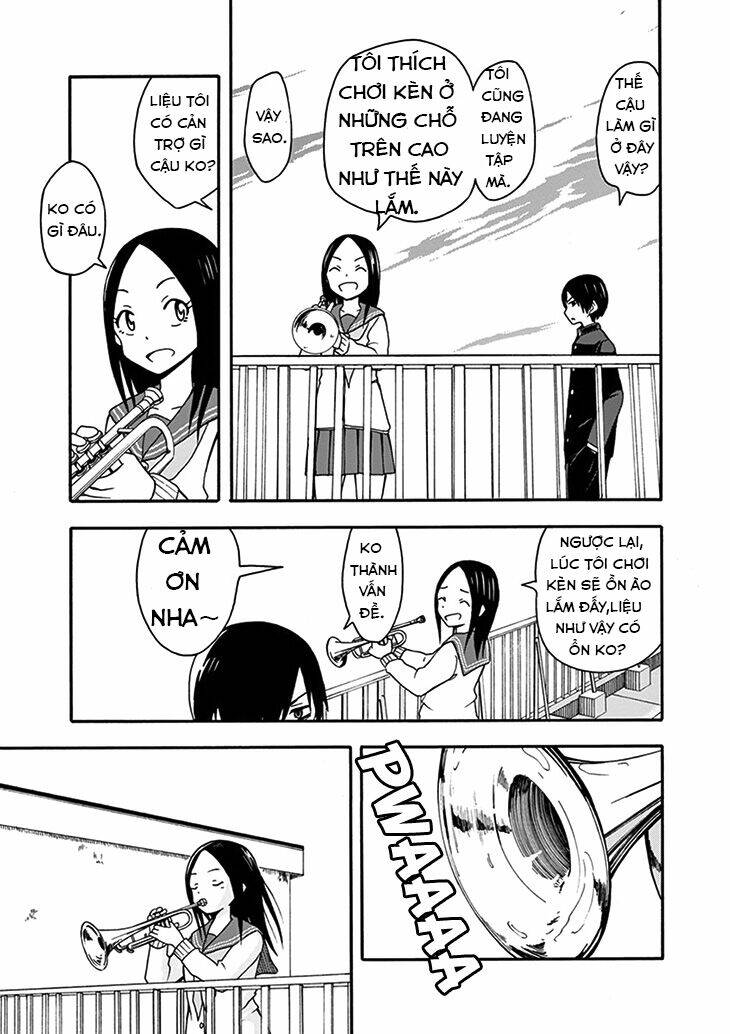 THẾ
CẬU
LÀM GÌ
Ở ĐÂY
VẬY?
TÔI
CŨNG
ĐANG
LUYỆN
TẬP
MÀ.
TÔI THÍCH
CHƠI KÈN Ở
NHỮNG CHỖ
TRÊN CAO
NHƯ THẾ NÀY
LẮM.
VẬY
SAO.
LIỆU TÔI
CÓ CẢN
TRỢ GÌ
CẬU KO?
KO CÓ
GÌ ĐÂU.
NGƯỢC LẠI,
LÚC TÔI CHƠI
KÈN SẼ ỒN ÀO
LẮM ĐẤY,LIỆU
NHƯ VẬY CÓ
ỔN KO?
KO
THÀNH
VẤN
ĐỀ.
CẢM
ƠN
NHA~
PWAAAAA